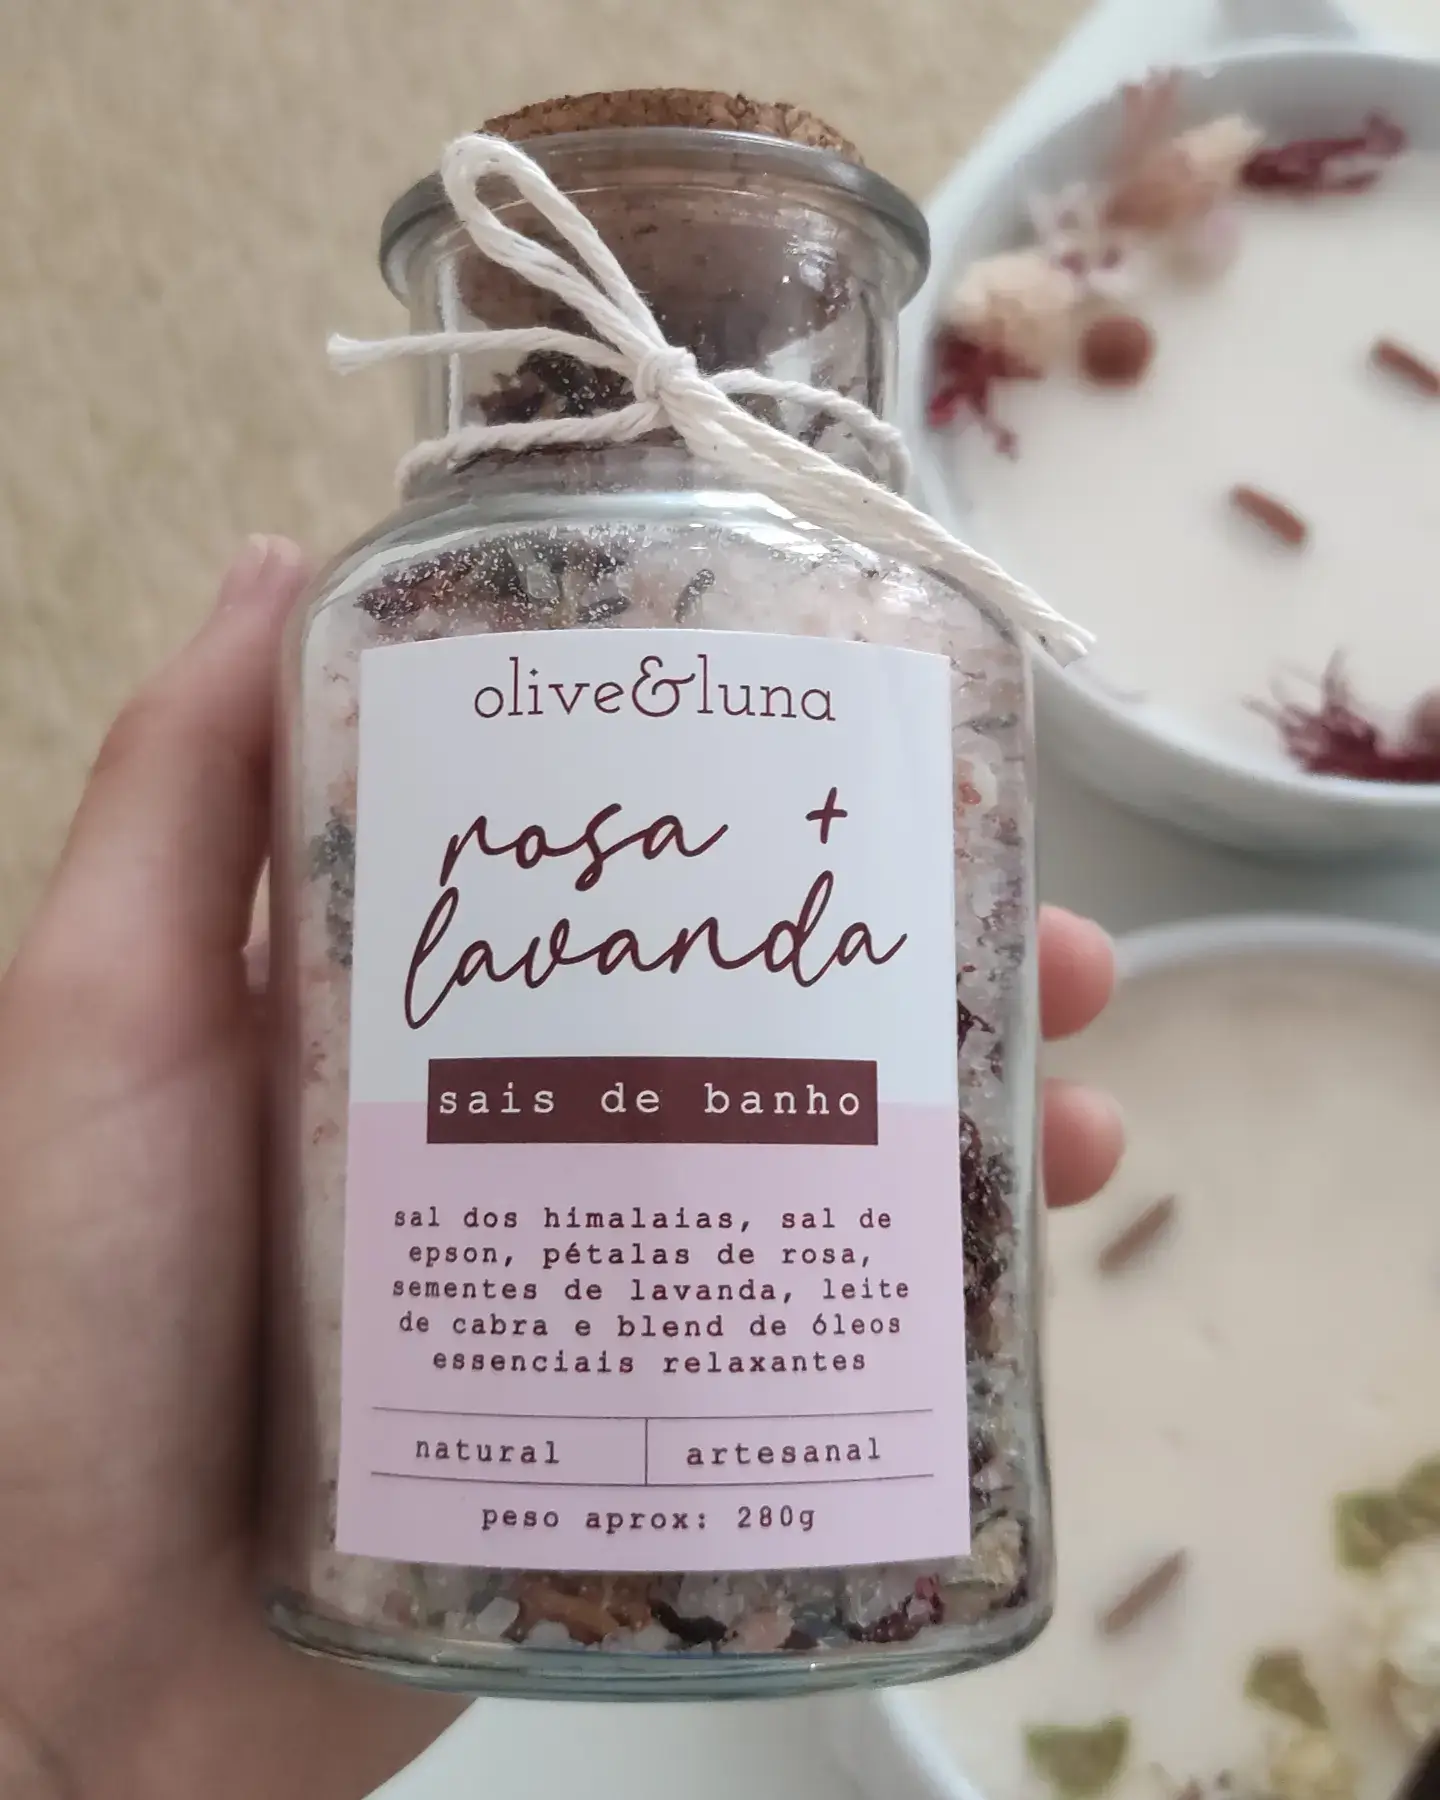 olive&luna
rosa +
lavanda
sais de banho
sal dos himalaias, sal de
epson, pétalas de rosa,
sementes de lavanda, leite
de cabra e blend de óleos
essenciais relaxantes
natural artesanal
peso aprox: 280g